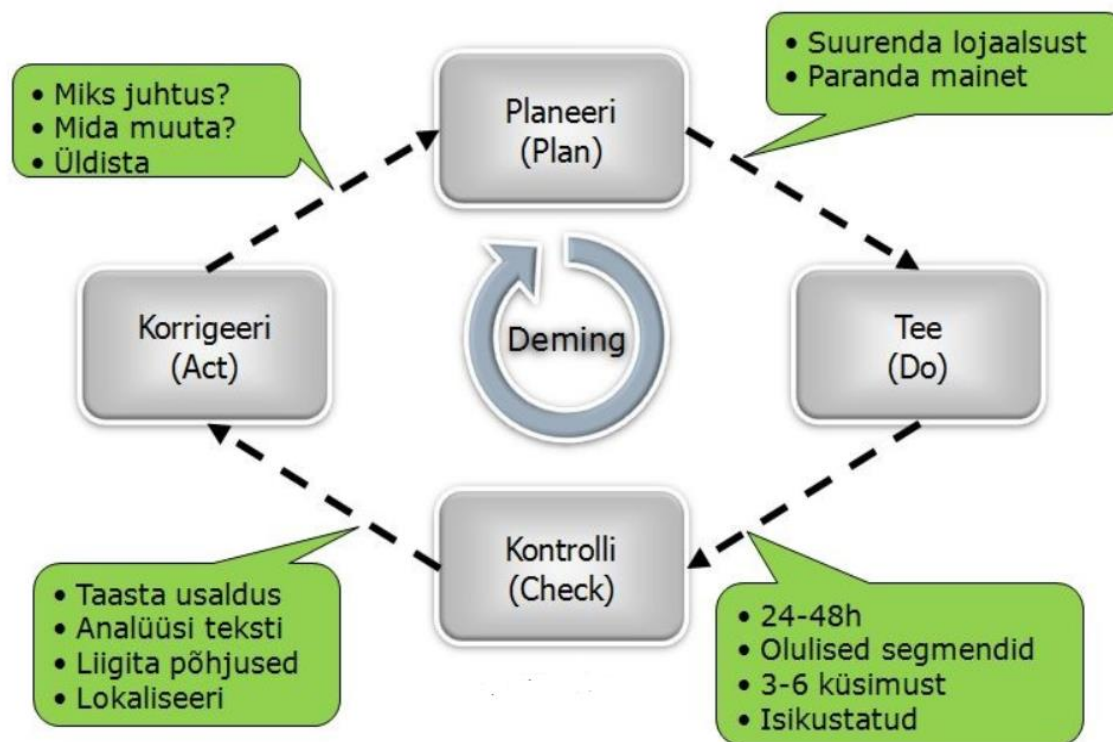 • Suurenda lojaalsust
• Paranda mainet
• Miks juhtus?
• Mida muuta?
• Üldista
Planeeri
(Plan)
Korrigeeri
(Act)
Deming
Tee
(Do)
Kontrolli
(Check)
• Taasta usaldus
• Analüüsi teksti
• Liigita põhjused
• Lokaliseeri
• 24-48h
• Olulised segmendid
• 3-6 küsimust
• Isikustatud